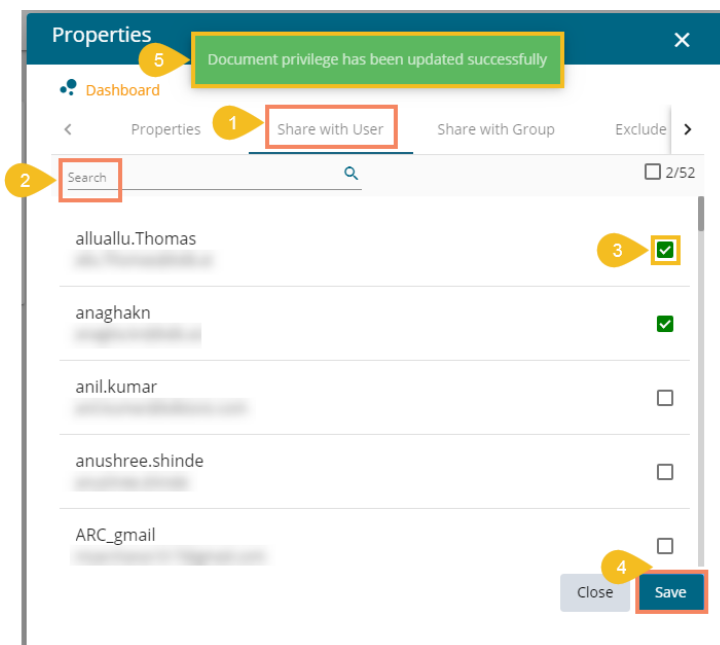 Properties
5
Document privilege has been updated successfully
Dashboard
Properties
1
Share with User
Share with Group
Exclude
2
Search
2/52
alluallu.Thomas
3
anaghakn
anil.kumar
anushree.shinde
ARC_gmail
4
Close
Save